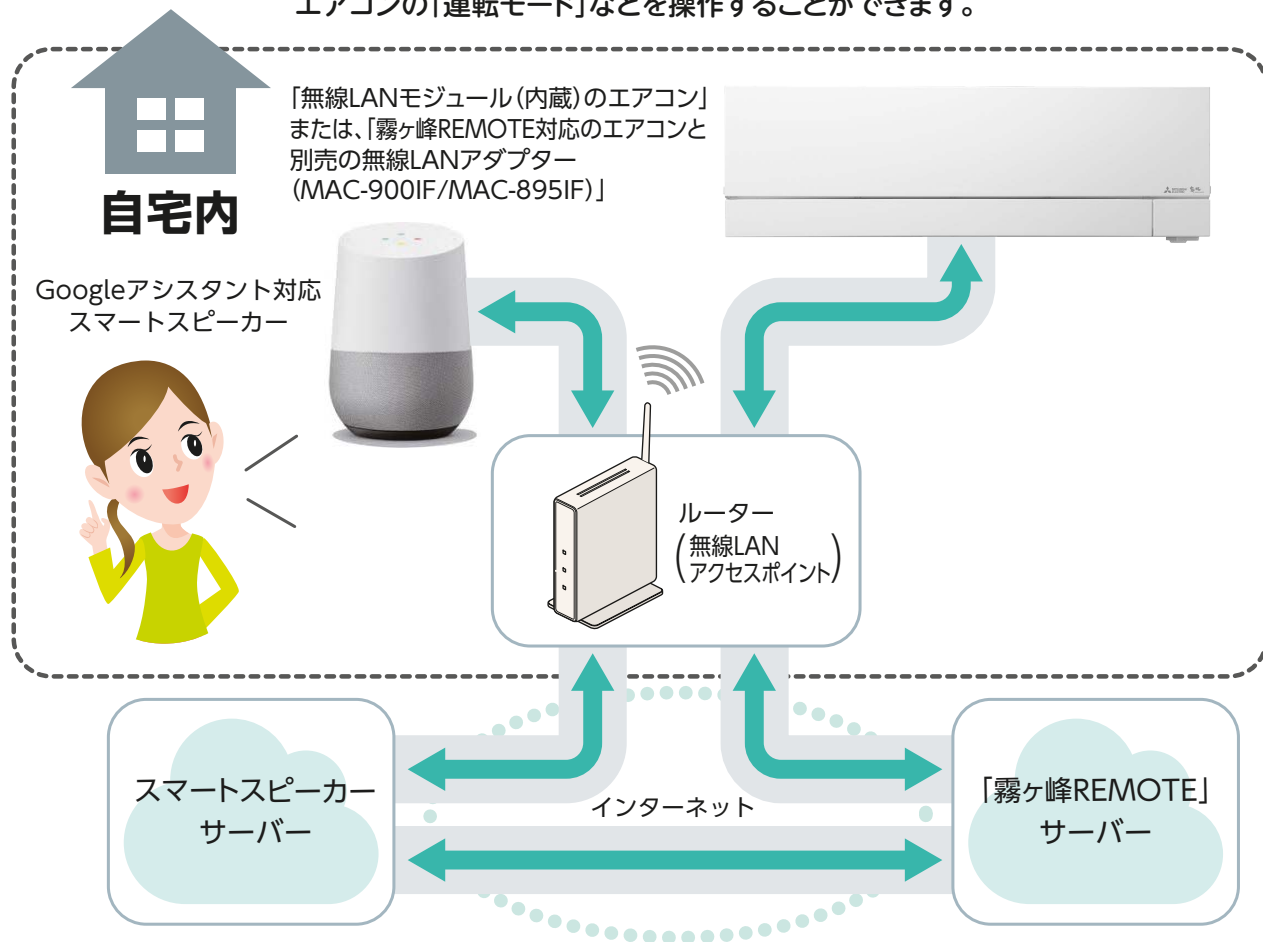 エアコンの「運転モード」などを操作することができます。
「無線LANモジュール(内蔵)のエアコン」
または、「霧ヶ峰REMOTE対応のエアコンと
別売の無線LANアダプター
(MAC-900IF/MAC-895IF)」
自宅内
Googleアシスタント対応
スマートスピーカー
ルーター
(無線LAN
アクセスポイント)
スマートスピーカー
サーバー
インターネット
「霧ヶ峰REMOTE」
サーバー